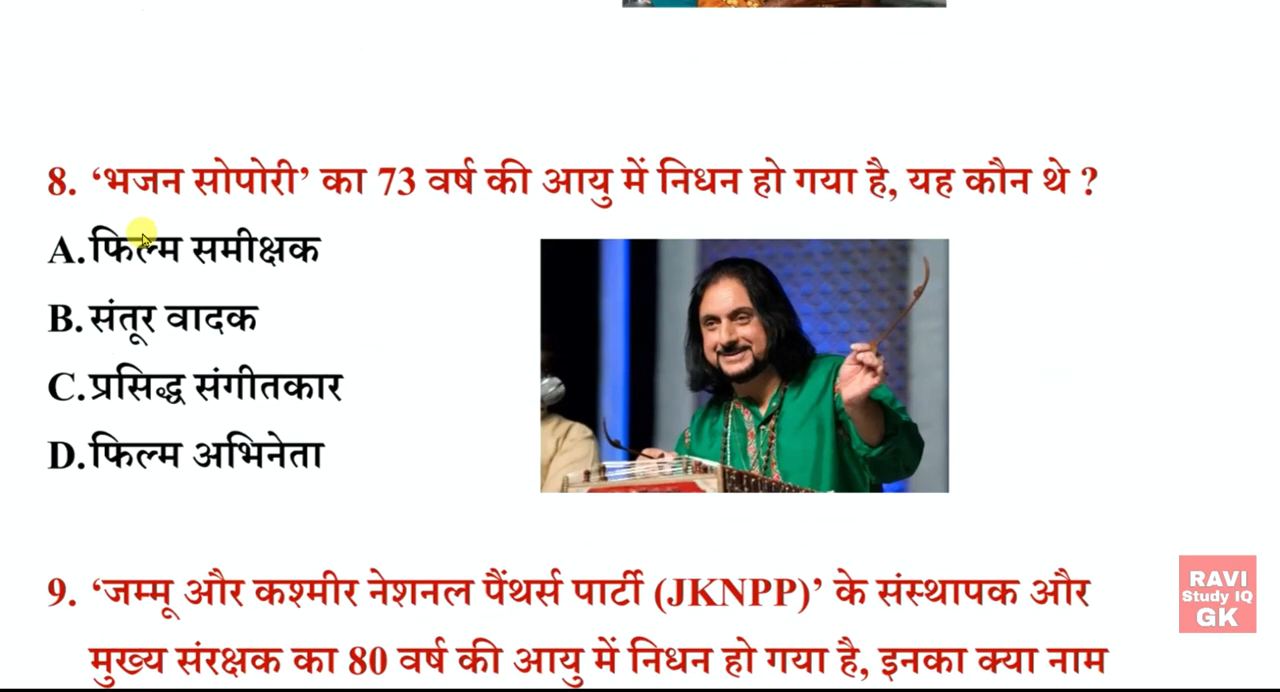 8. ‘भजन सोपोरी’ का 73 वर्ष की आयु में निधन हो गया है, यह कौन थे ?
A. फिल्म समीक्षक
B. संतूर वादक
C. प्रसिद्ध संगीतकार
D. फिल्म अभिनेता
9. ‘जम्मू और कश्मीर नेशनल पैंथर्स पार्टी (JKNPP)’ के संस्थापक और
मुख्य संरक्षक का 80 वर्ष की आयु में निधन हो गया है, इनका क्या नाम
RAVI
Study IQ
GK